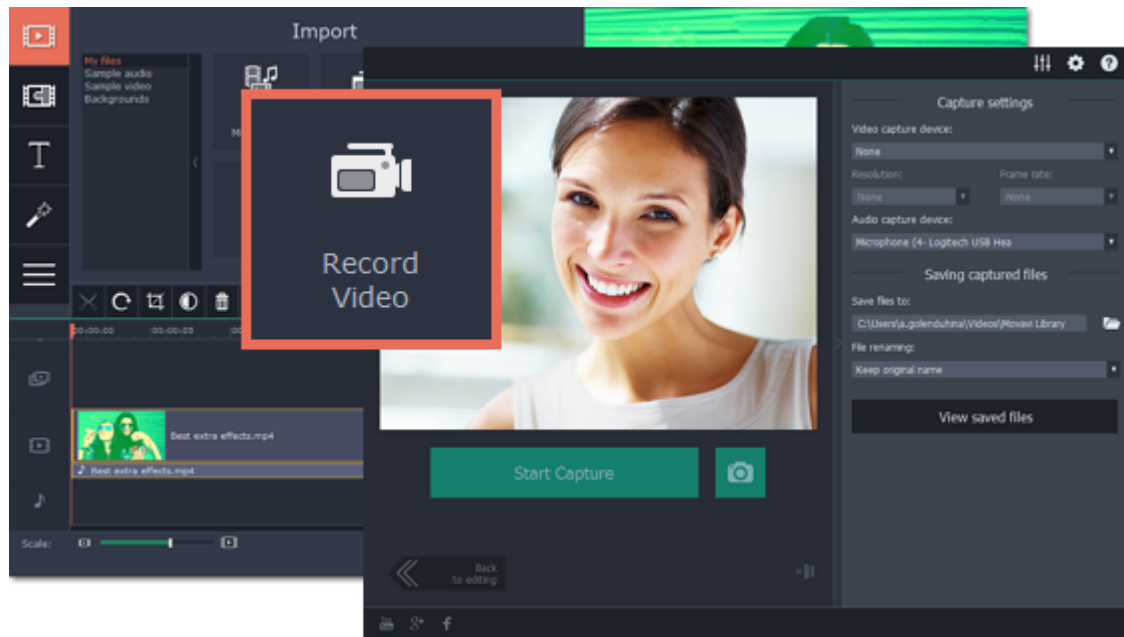 Import
My files
Sample audio
Sample video
Backgrounds
Record
Video
T
00:00:00 00:00:05
Best extra effects.mp4
Best extra effects.mp4
Scale:
Capture settings
Video capture device:
None
Resolution: Frame rate:
None None
Audio capture device:
Microphone (4- Logitech USB Hea
Saving captured files
Save files to:
C:\Users\a.golenduhina\Videos\Movavi Library
File renaming:
Keep original name
View saved files
Start Capture
Back
to editing